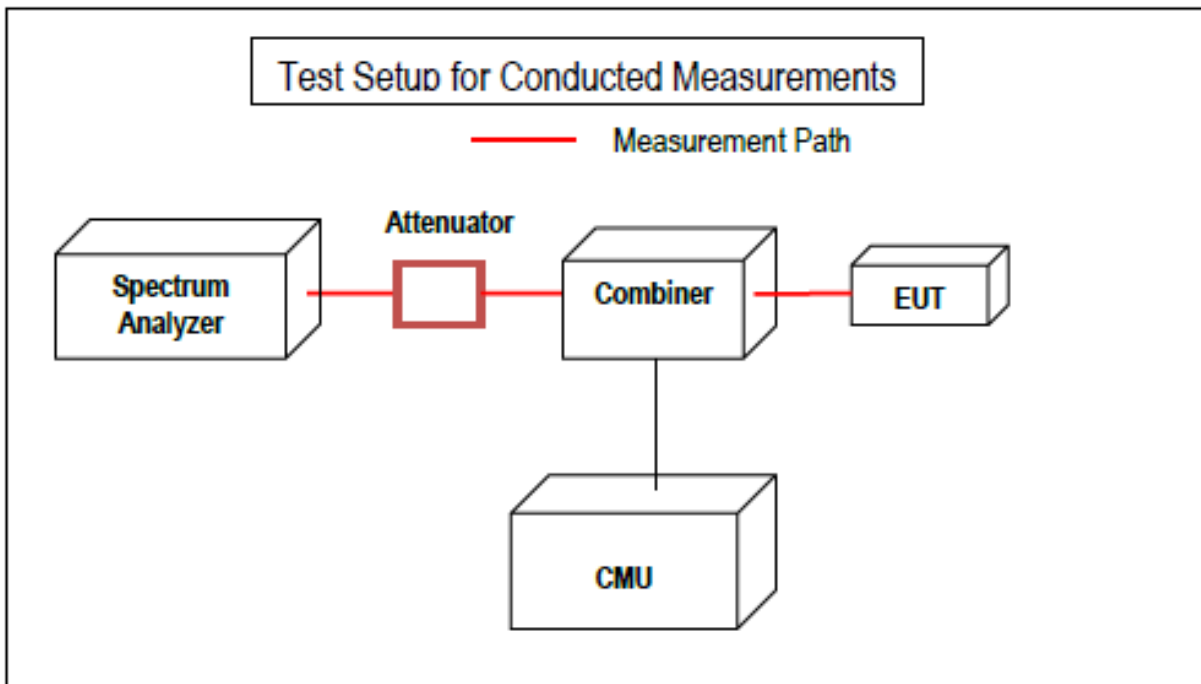 Test Setup for Conducted Measurements
Measurement Path
Attenuator
Spectrum
Analyzer
Combiner
EUT
CMU